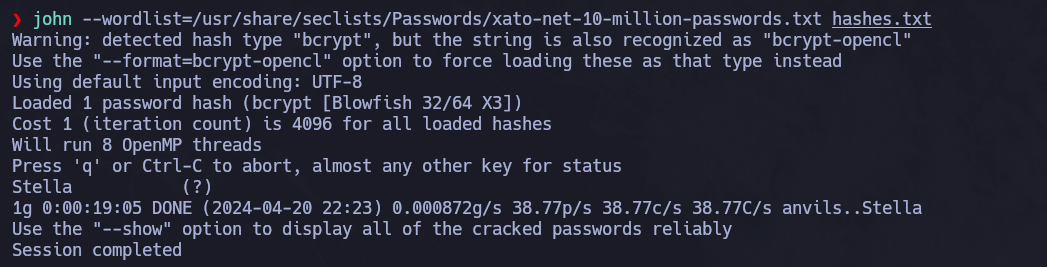 ❯ john --wordlist=/usr/share/seclists/Passwords/xato-net-10-million-passwords.txt hashes.txt
Warning: detected hash type "bcrypt", but the string is also recognized as "bcrypt-opencl"
Use the "--format=bcrypt-opencl" option to force loading these as that type instead
Using default input encoding: UTF-8
Loaded 1 password hash (bcrypt [Blowfish 32/64 X3])
Cost 1 (iteration count) is 4096 for all loaded hashes
Will run 8 OpenMP threads
Press 'q' or Ctrl-C to abort, almost any other key for status
Stella           (?)
1g 0:00:19:05 DONE (2024-04-20 22:23) 0.000872g/s 38.77p/s 38.77c/s 38.77C/s anvils..Stella
Use the "--show" option to display all of the cracked passwords reliably
Session completed